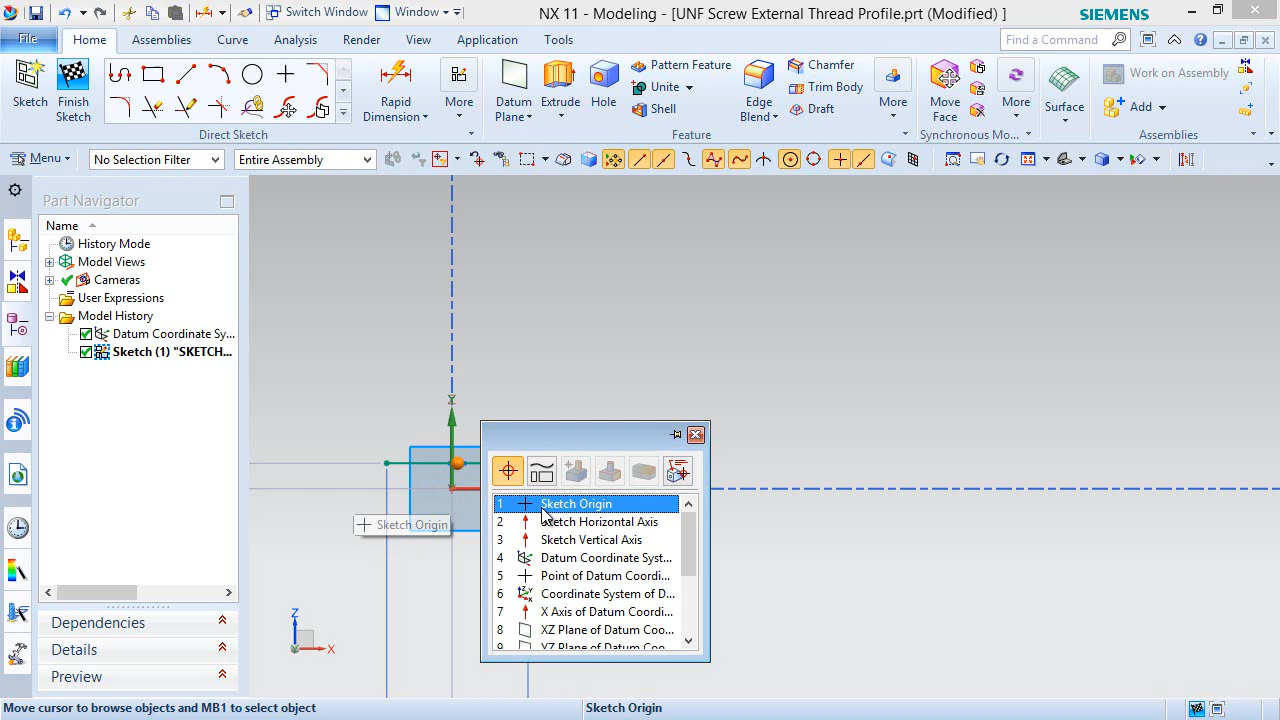 Switch Window
Window
NX 11 - Modeling - [UNF Screw External Thread Profile.prt (Modified) ]
SIEMENS
File
Home
Assemblies
Curve
Analysis
Render
View
Application
Tools
Find a Command
Sketch
Finish Sketch
Direct Sketch
Rapid Dimension
More
Datum Plane
Extrude
Hole
Pattern Feature
Unite
Shell
Edge Blend
Chamfer
Trim Body
Draft
More
Feature
Move Face
More
Synchronous Mo...
Surface
Work on Assembly
Add
Assemblies
Menu
No Selection Filter
Entire Assembly
Part Navigator
Name
History Mode
Model Views
Cameras
User Expressions
Model History
Datum Coordinate Sy...
Sketch (1) "SKETCH...
Dependencies
Details
Preview
Y
Sketch Origin
1 Sketch Origin
2 Sketch Horizontal Axis
3 Sketch Vertical Axis
4 Datum Coordinate Syst...
5 Point of Datum Coordi...
6 Coordinate System of D...
7 X Axis of Datum Coordi...
8 XZ Plane of Datum Coo...
9 YZ Plane of Datum Coo...
Z
X
Y
Move cursor to browse objects and MB1 to select object
Sketch Origin